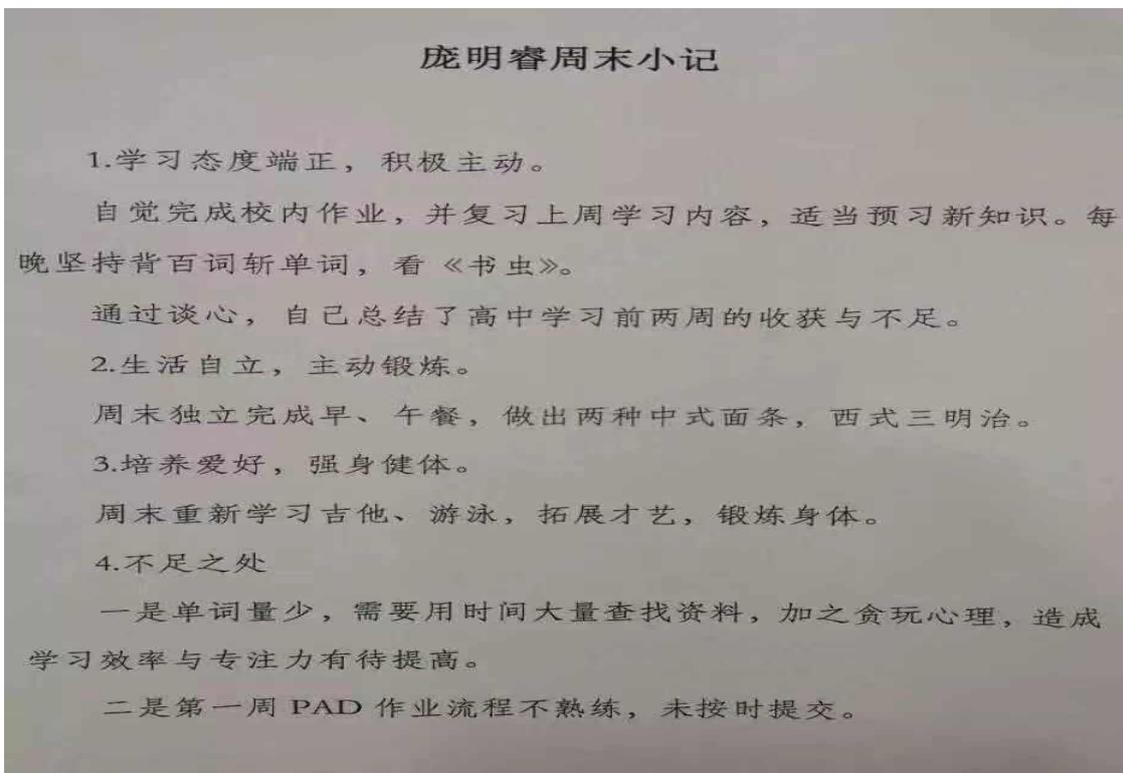 庞明睿周末小记
1.学习态度端正，积极主动。
自觉完成校内作业，并复习上周学习内容，适当预习新知识。每
晚坚持背百词斩单词，看《书虫》。
通过谈心，自己总结了高中学习前两周的收获与不足。
2.生活自立，主动锻炼。
周末独立完成早、午餐，做出两种中式面条，西式三明治。
3.培养爱好，强身健体。
周末重新学习吉他、游泳，拓展才艺，锻炼身体。
4.不足之处
一是单词量少，需要用时间大量查找资料，加之贪玩心理，造成
学习效率与专注力有待提高。
二是第一周 PAD 作业流程不熟练，未按时提交。